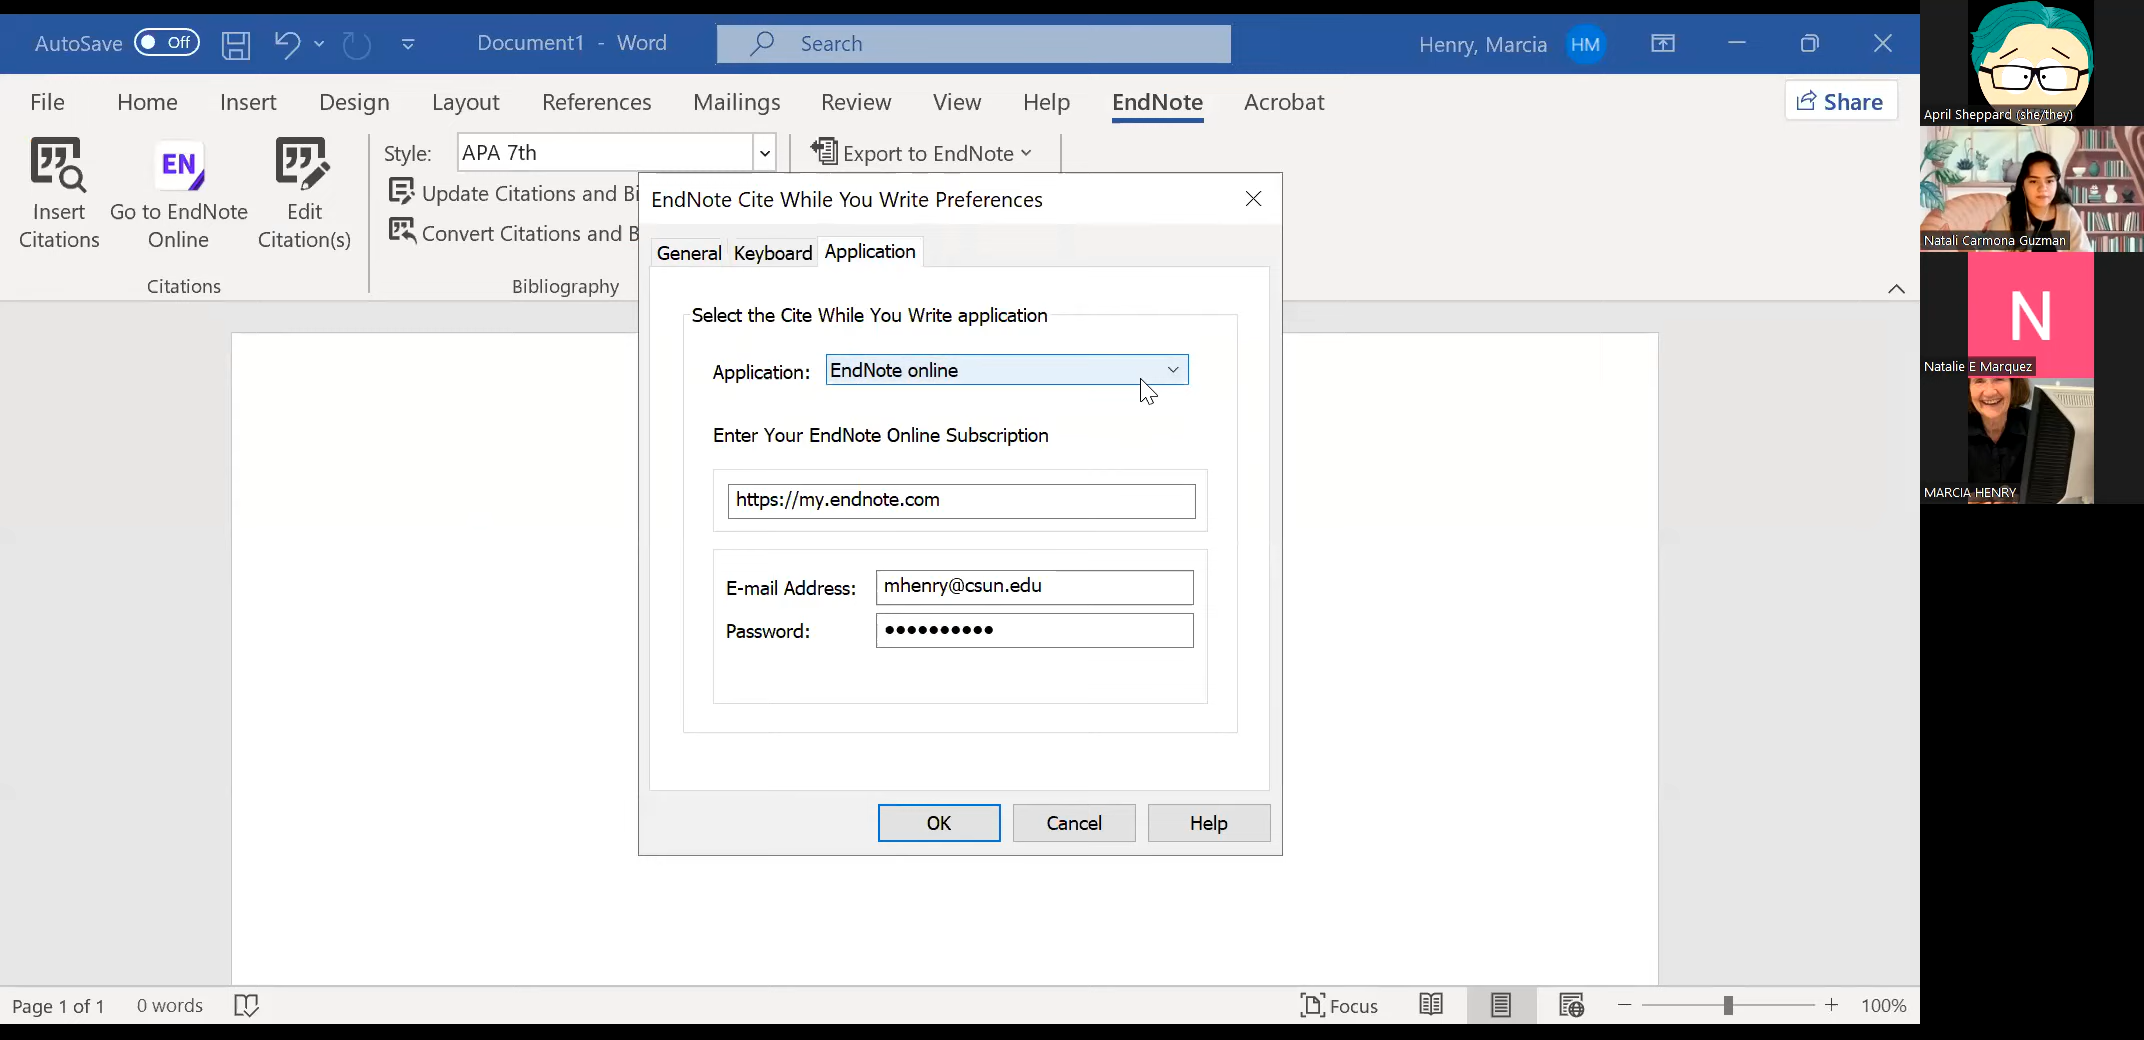 AutoSave Off Document1 - Word Search Henry, Marcia HM
File Home Insert Design Layout References Mailings Review View Help EndNote Acrobat Share
Insert Citations
EN Go to EndNote Online
Edit Citation(s)
Citations
Style: APA 7th
Update Citations and Bi
Convert Citations and B
Bibliography
Export to EndNote
EndNote Cite While You Write Preferences
General Keyboard Application
Select the Cite While You Write application
Application: EndNote online
Enter Your EndNote Online Subscription
https://my.endnote.com
E-mail Address: mhenry@csun.edu
Password: ••••••••••
OK Cancel Help
Page 1 of 1 0 words Focus 100%
April Sheppard (she/they)
Natali Carmona Guzman
N
Natalie E Marquez
MARCIA HENRY